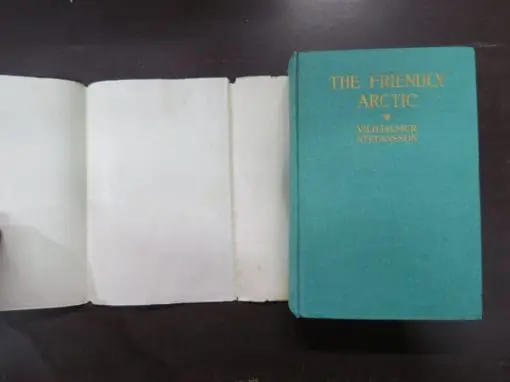 THE FRIENDLY
ARCTIC
VILHJALMUR
STEFANSSON